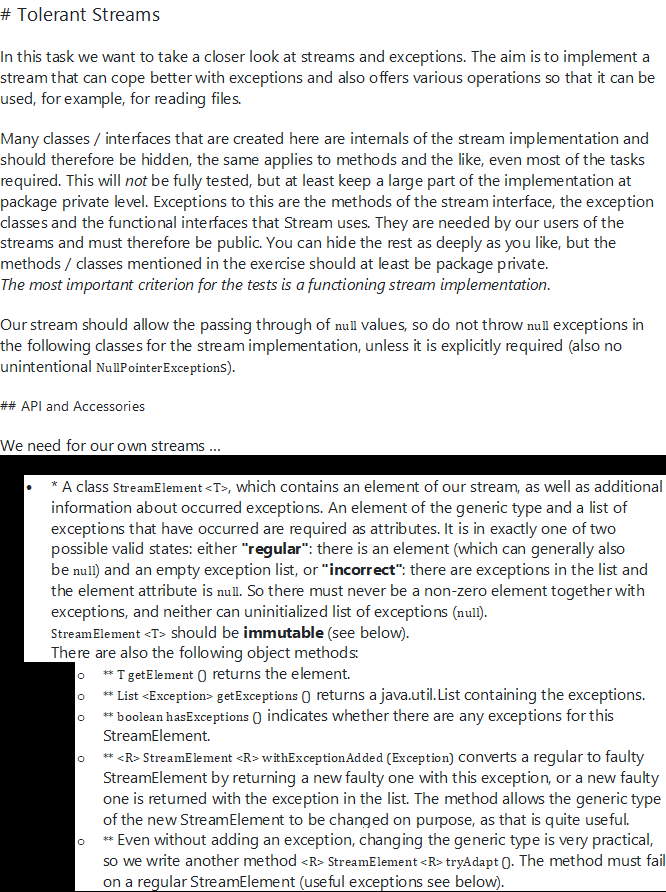 # Tolerant Streams
In this task we want to take a closer look at streams and exceptions. The aim is to implement a
stream that can cope better with exceptions and also offers various operations so that it can be
used, for example, for reading files.
Many classes / interfaces that are created here are internals of the stream implementation and
should therefore be hidden, the same applies to methods and the like, even most of the tasks
required. This will not be fully tested, but at least keep a large part of the implementation at
package private level. Exceptions to this are the methods of the stream interface, the exception
classes and the functional interfaces that Stream uses. They are needed by our users of the
streams and must therefore be public. You can hide the rest as deeply as you like, but the
methods / classes mentioned in the exercise should at least be package private.
The most important criterion for the tests is a functioning stream implementation.
Our stream should allow the passing through of null values, so do not throw null exceptions in
the following classes for the stream implementation, unless it is explicitly required (also no
unintentional NullPointerExceptions).
## API and Accessories
We need for our own streams ...
• * A class StreamElement <T>, which contains an element of our stream, as well as additional
information about occurred exceptions. An element of the generic type and a list of
exceptions that have occurred are required as attributes. It is in exactly one of two
possible valid states: either "regular": there is an element (which can generally also
be null) and an empty exception list, or "incorrect": there are exceptions in the list and
the element attribute is null. So there must never be a non-zero element together with
exceptions, and neither can uninitialized list of exceptions (null).
StreamElement <T> should be immutable (see below).
There are also the following object methods:
o ** T getElement () returns the element.
o ** List <Exception> getExceptions () returns a java.util.List containing the exceptions.
o ** boolean hasExceptions () indicates whether there are any exceptions for this
StreamElement.
o ** <R> StreamElement <R> withExceptionAdded (Exception) converts a regular to faulty
StreamElement by returning a new faulty one with this exception, or a new faulty
one is returned with the exception in the list. The method allows the generic type
of the new StreamElement to be changed on purpose, as that is quite useful.
o ** Even without adding an exception, changing the generic type is very practical,
so we write another method <R> StreamElement <R> tryAdapt (). The method must fail
on a regular StreamElement (useful exceptions see below).